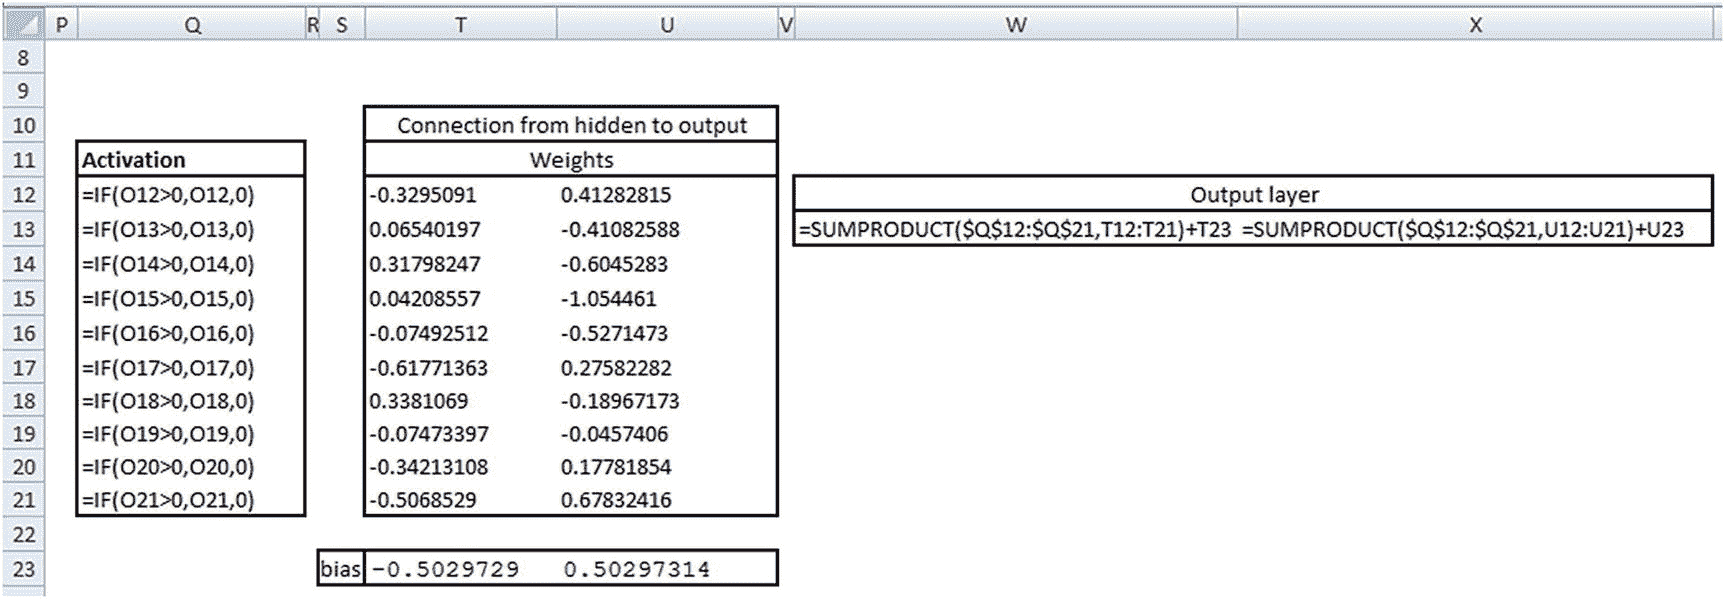 P Q R S T U V W X
8
9
10 Connection from hidden to output
11 Activation Weights
12 =IF(O12>0,O12,0) -0.3295091 0.41282815 Output layer
13 =IF(O13>0,O13,0) 0.06540197 -0.41082588 =SUMPRODUCT($Q$12:$Q$21,T12:T21)+T23 =SUMPRODUCT($Q$12:$Q$21,U12:U21)+U23
14 =IF(O14>0,O14,0) 0.31798247 -0.6045283
15 =IF(O15>0,O15,0) 0.04208557 -1.054461
16 =IF(O16>0,O16,0) -0.07492512 -0.5271473
17 =IF(O17>0,O17,0) -0.61771363 0.27582282
18 =IF(O18>0,O18,0) 0.3381069 -0.18967173
19 =IF(O19>0,O19,0) -0.07473397 -0.0457406
20 =IF(O20>0,O20,0) -0.34213108 0.17781854
21 =IF(O21>0,O21,0) -0.5068529 0.67832416
22
23 bias -0.5029729 0.50297314